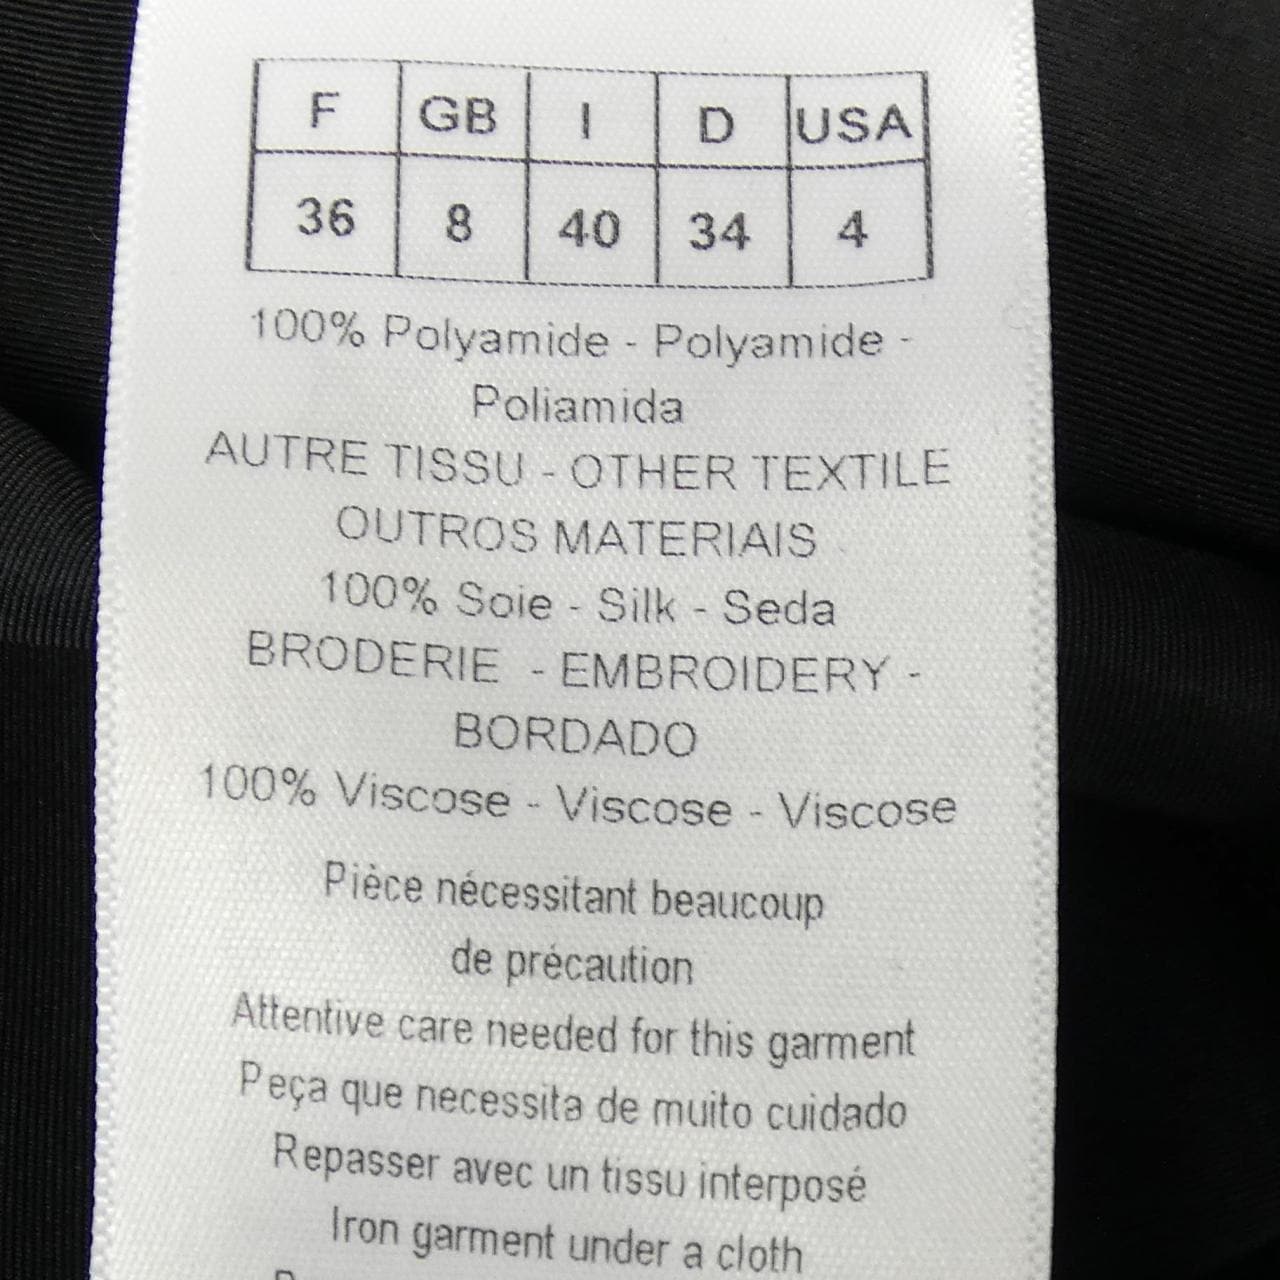 F GB I D USA
36 8 40 34 4
100% Polyamide - Polyamide -
Poliamida
AUTRE TISSU - OTHER TEXTILE
OUTROS MATERIAIS
100% Soie - Silk - Seda
BRODERIE - EMBROIDERY -
BORDADO
100% Viscose - Viscose - Viscose
Pièce nécessitant beaucoup
de précaution
Attentive care needed for this garment
Peça que necessita de muito cuidado
Repasser avec un tissu interposé
Iron garment under a cloth